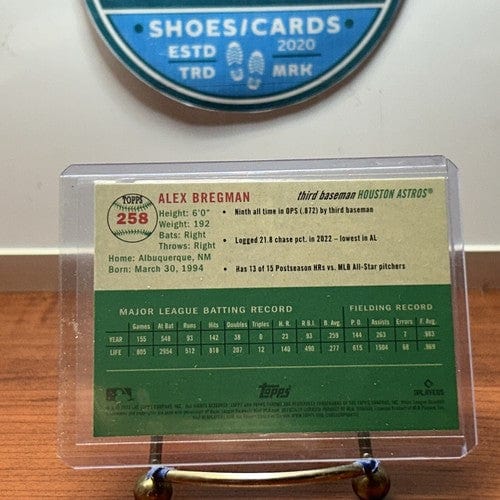 SHOES/CARDS
ESTD 2020
TRD MRK
TOPPS
258
ALEX BREGMAN
third baseman HOUSTON ASTROS®
Height: 6'0"
Weight: 192
Bats: Right
Throws: Right
Home: Albuquerque, NM
Born: March 30, 1994
• Ninth all time in OPS (.872) by third baseman
• Logged 21.8 chase pct. in 2022 – lowest in AL
• Has 13 of 15 Postseason HRs vs. MLB All-Star pitchers
MAJOR LEAGUE BATTING RECORD FIELDING RECORD
Games At Bat Runs Hits Doubles Triples H. R. R.B.I. B. Avg. P. O. Assists Errors F. Avg.
YEAR 155 548 93 142 38 0 23 93 .259 144 263 7 .983
LIFE 805 2954 512 818 207 12 140 490 .277 615 1504 68 .969
Topps
PLAYERS